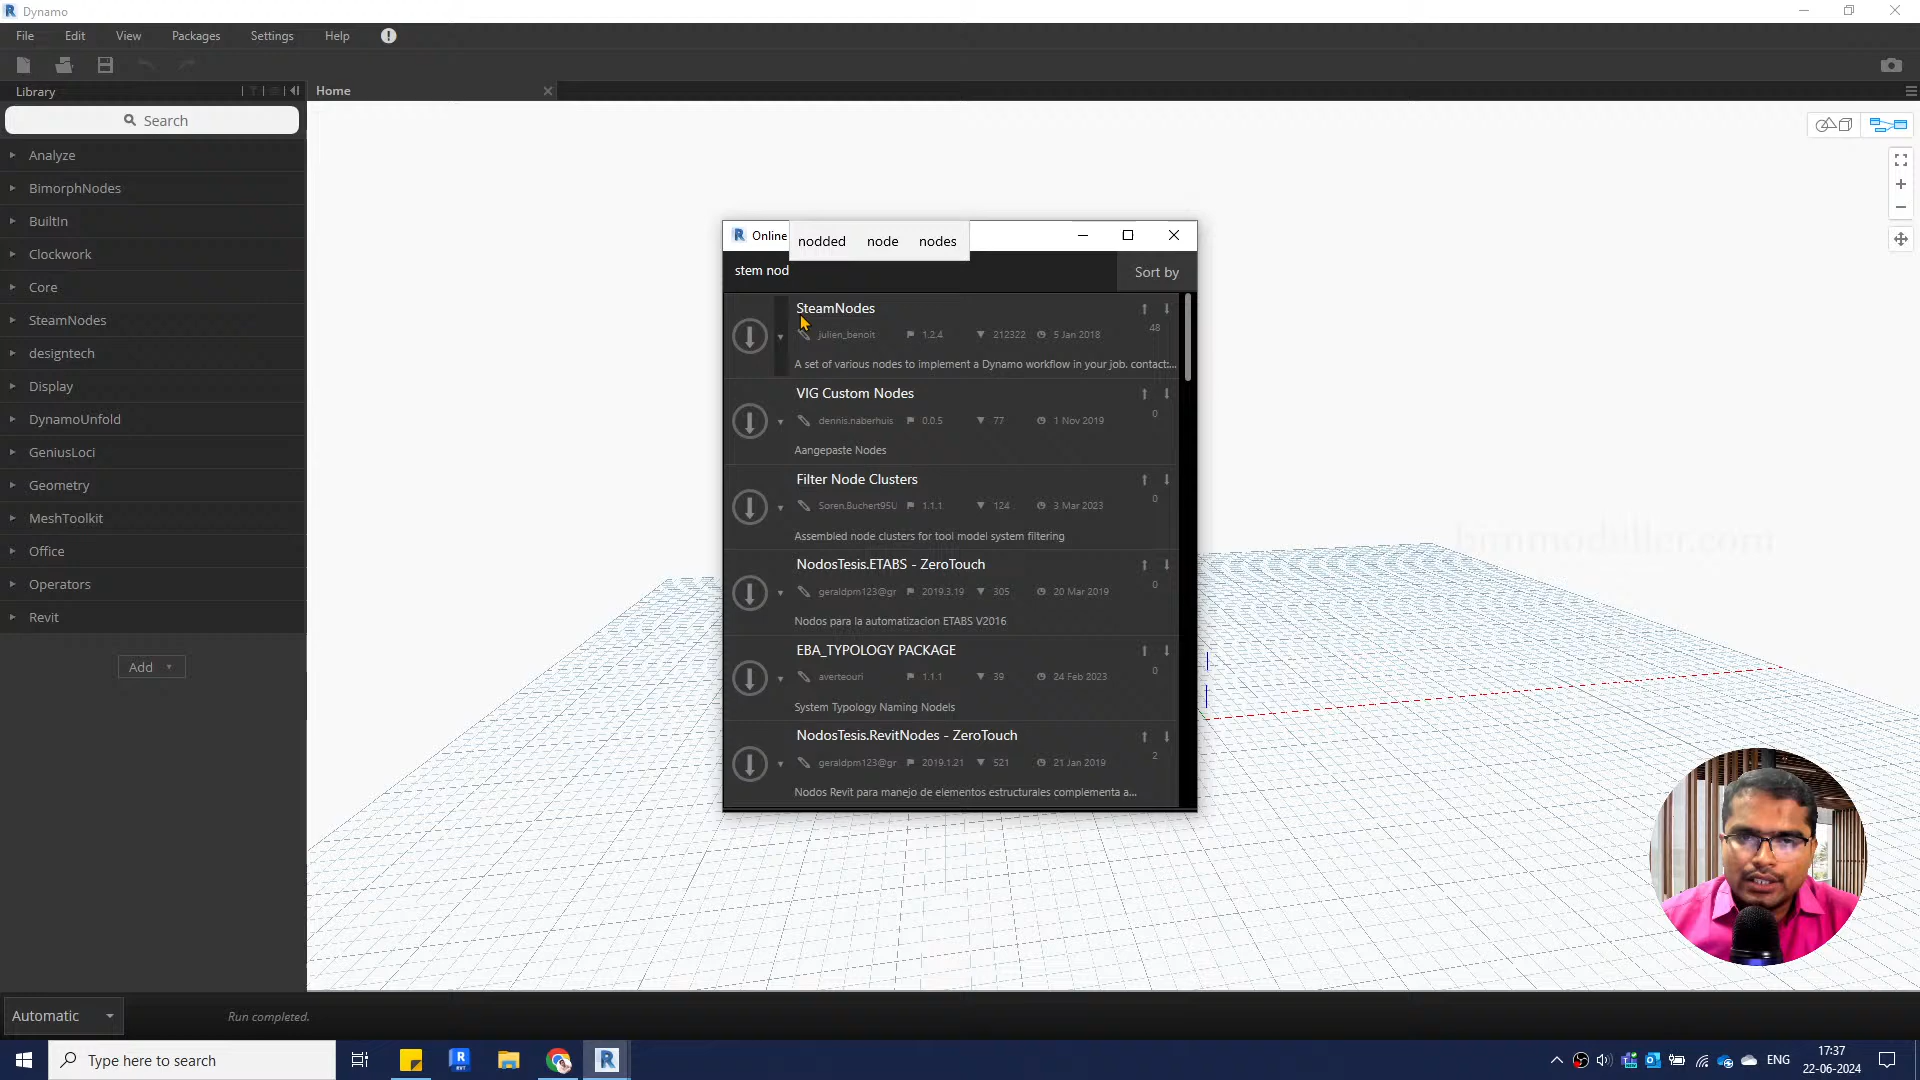 Dynamo
File Edit View Packages Settings Help
Library
Home
Search
Analyze
BimorphNodes
BuiltIn
Clockwork
Core
SteamNodes
designtech
Display
DynamoUnfold
GeniusLoci
Geometry
MeshToolkit
Office
Operators
Revit
Add
Online
nodded node nodes
stem nod
Sort by
SteamNodes
julien_benoit 1.2.4 212322 5 Jan 2018
48
A set of various nodes to implement a Dynamo workflow in your job. contact:...
VIG Custom Nodes
dennis.naberhuis 0.0.5 77 1 Nov 2019
0
Aangepaste Nodes
Filter Node Clusters
Soren.Buchert95U 1.1.1 124 3 Mar 2023
0
Assembled node clusters for tool model system filtering
NodosTesis.ETABS - ZeroTouch
geraldpm123@gr 2019.3.19 305 20 Mar 2019
0
Nodos para la automatizacion ETABS V2016
EBA_TYPOLOGY PACKAGE
averteouri 1.1.1 39 24 Feb 2023
0
System Typology Naming Nodels
NodosTesis.RevitNodes - ZeroTouch
geraldpm123@gr 2019.1.21 521 21 Jan 2019
2
Nodos Revit para manejo de elementos estructurales complementa a...
Automatic
Run completed.
Type here to search
ENG
17:37
22-06-2024